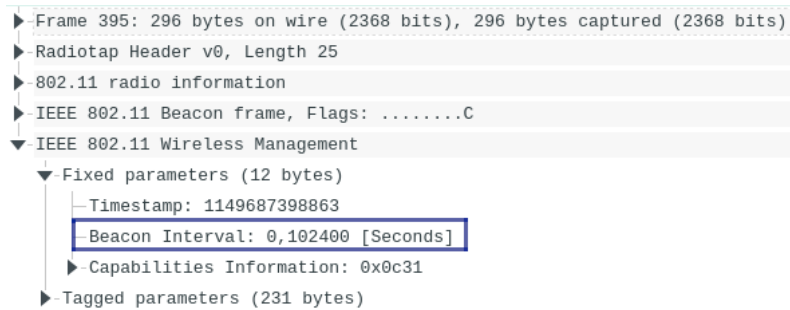 Frame 395: 296 bytes on wire (2368 bits), 296 bytes captured (2368 bits)
Radiotap Header v0, Length 25
802.11 radio information
IEEE 802.11 Beacon frame, Flags: ........C
IEEE 802.11 Wireless Management
Fixed parameters (12 bytes)
Timestamp: 1149687398863
Beacon Interval: 0,102400 [Seconds]
Capabilities Information: 0x0c31
Tagged parameters (231 bytes)